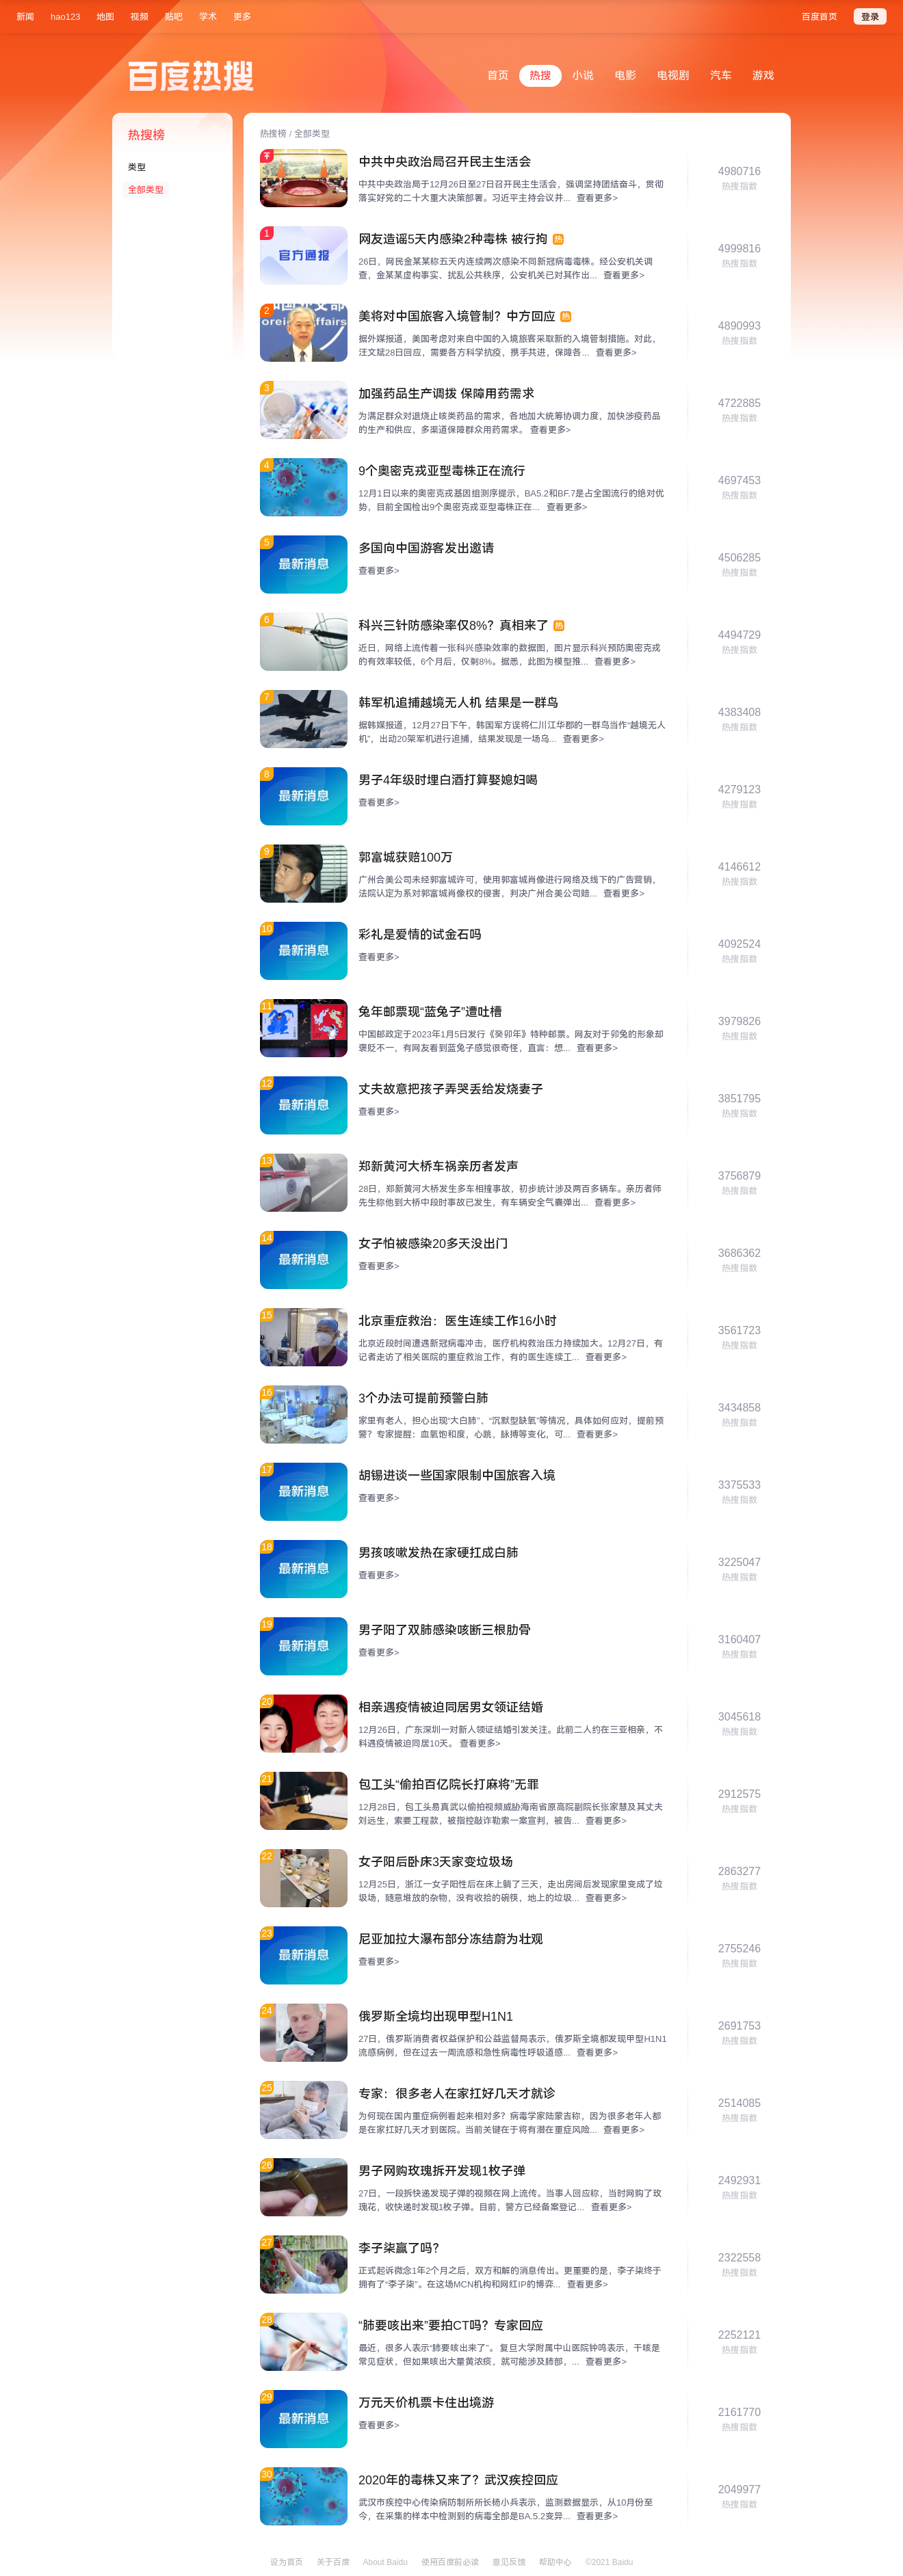 新闻 hao123 地图 视频 贴吧 学术 更多 百度首页 登录
百度热搜
首页 热搜 小说 电影 电视剧 汽车 游戏
热搜榜
类型
全部类型
热搜榜 / 全部类型
中共中央政治局召开民主生活会
中共中央政治局于12月26日至27日召开民主生活会，强调坚持团结奋斗，贯彻
落实好党的二十大重大决策部署。习近平主持会议并... 查看更多>
4980716
热搜指数
1
官方通报
网友造谣5天内感染2种毒株 被行拘 热
26日，网民金某某称五天内连续两次感染不同新冠病毒毒株。经公安机关调
查，金某某虚构事实、扰乱公共秩序，公安机关已对其作出... 查看更多>
4999816
热搜指数
2
美将对中国旅客入境管制？中方回应 热
据外媒报道，美国考虑对来自中国的入境旅客采取新的入境管制措施。对此，
汪文斌28日回应，需要各方科学抗疫，携手共进，保障各... 查看更多>
4890993
热搜指数
3
加强药品生产调拨 保障用药需求
为满足群众对退烧止咳类药品的需求，各地加大统筹协调力度，加快涉疫药品
的生产和供应，多渠道保障群众用药需求。 查看更多>
4722885
热搜指数
4
9个奥密克戎亚型毒株正在流行
12月1日以来的奥密克戎基因组测序提示，BA5.2和BF.7是占全国流行的绝对优
势，目前全国检出9个奥密克戎亚型毒株正在... 查看更多>
4697453
热搜指数
5
最新消息
多国向中国游客发出邀请
查看更多>
4506285
热搜指数
6
科兴三针防感染率仅8%？真相来了 热
近日，网络上流传着一张科兴感染效率的数据图，图片显示科兴预防奥密克戎
的有效率较低，6个月后，仅剩8%。据悉，此图为模型推... 查看更多>
4494729
热搜指数
7
韩军机追捕越境无人机 结果是一群鸟
据韩媒报道，12月27日下午，韩国军方误将仁川江华郡的一群鸟当作“越境无人
机”，出动20架军机进行追捕，结果发现是一场乌... 查看更多>
4383408
热搜指数
8
最新消息
男子4年级时埋白酒打算娶媳妇喝
查看更多>
4279123
热搜指数
9
郭富城获赔100万
广州合美公司未经郭富城许可，使用郭富城肖像进行网络及线下的广告营销，
法院认定为系对郭富城肖像权的侵害，判决广州合美公司赔... 查看更多>
4146612
热搜指数
10
最新消息
彩礼是爱情的试金石吗
查看更多>
4092524
热搜指数
11
兔年邮票现“蓝兔子”遭吐槽
中国邮政定于2023年1月5日发行《癸卯年》特种邮票。网友对于卯兔的形象却
褒贬不一，有网友看到蓝兔子感觉很奇怪，直言：想... 查看更多>
3979826
热搜指数
12
最新消息
丈夫故意把孩子弄哭丢给发烧妻子
查看更多>
3851795
热搜指数
13
郑新黄河大桥车祸亲历者发声
28日，郑新黄河大桥发生多车相撞事故，初步统计涉及两百多辆车。亲历者师
先生称他到大桥中段时事故已发生，有车辆安全气囊弹出... 查看更多>
3756879
热搜指数
14
最新消息
女子怕被感染20多天没出门
查看更多>
3686362
热搜指数
15
北京重症救治：医生连续工作16小时
北京近段时间遭遇新冠病毒冲击，医疗机构救治压力持续加大。12月27日，有
记者走访了相关医院的重症救治工作，有的医生连续工... 查看更多>
3561723
热搜指数
16
3个办法可提前预警白肺
家里有老人，担心出现“大白肺”、“沉默型缺氧”等情况，具体如何应对，提前预
警？专家提醒：血氧饱和度，心跳，脉搏等变化，可... 查看更多>
3434858
热搜指数
17
最新消息
胡锡进谈一些国家限制中国旅客入境
查看更多>
3375533
热搜指数
18
最新消息
男孩咳嗽发热在家硬扛成白肺
查看更多>
3225047
热搜指数
19
最新消息
男子阳了双肺感染咳断三根肋骨
查看更多>
3160407
热搜指数
20
相亲遇疫情被迫同居男女领证结婚
12月26日，广东深圳一对新人领证结婚引发关注。此前二人约在三亚相亲，不
料遇疫情被迫同居10天。 查看更多>
3045618
热搜指数
21
包工头“偷拍百亿院长打麻将”无罪
12月28日，包工头易真武以偷拍视频威胁海南省原高院副院长张家慧及其丈夫
刘远生，索要工程款，被指控敲诈勒索一案宣判，被告... 查看更多>
2912575
热搜指数
22
女子阳后卧床3天家变垃圾场
12月25日，浙江一女子阳性后在床上躺了三天，走出房间后发现家里变成了垃
圾场，随意堆放的杂物，没有收拾的碗筷，地上的垃圾... 查看更多>
2863277
热搜指数
23
最新消息
尼亚加拉大瀑布部分冻结蔚为壮观
查看更多>
2755246
热搜指数
24
俄罗斯全境均出现甲型H1N1
27日，俄罗斯消费者权益保护和公益监督局表示，俄罗斯全境都发现甲型H1N1
流感病例，但在过去一周流感和急性病毒性呼吸道感... 查看更多>
2691753
热搜指数
25
专家：很多老人在家扛好几天才就诊
为何现在国内重症病例看起来相对多？病毒学家陆蒙吉称，因为很多老年人都
是在家扛好几天才到医院。当前关键在于将有潜在重症风险... 查看更多>
2514085
热搜指数
26
男子网购玫瑰拆开发现1枚子弹
27日，一段拆快递发现子弹的视频在网上流传。当事人回应称，当时网购了玫
瑰花，收快递时发现1枚子弹。目前，警方已经备案登记... 查看更多>
2492931
热搜指数
27
李子柒赢了吗？
正式起诉微念1年2个月之后，双方和解的消息传出。更重要的是，李子柒终于
拥有了“李子柒”。在这场MCN机构和网红IP的博弈... 查看更多>
2322558
热搜指数
28
“肺要咳出来”要拍CT吗？专家回应
最近，很多人表示“肺要咳出来了”。 复旦大学附属中山医院钟鸣表示，干咳是
常见症状，但如果咳出大量黄浓痰，就可能涉及肺部，... 查看更多>
2252121
热搜指数
29
最新消息
万元天价机票卡住出境游
查看更多>
2161770
热搜指数
30
2020年的毒株又来了？武汉疾控回应
武汉市疾控中心传染病防制所所长杨小兵表示，监测数据显示，从10月份至
今，在采集的样本中检测到的病毒全部是BA.5.2变异... 查看更多>
2049977
热搜指数
设为首页 关于百度 About Baidu 使用百度前必读 意见反馈 帮助中心 ©2021 Baidu